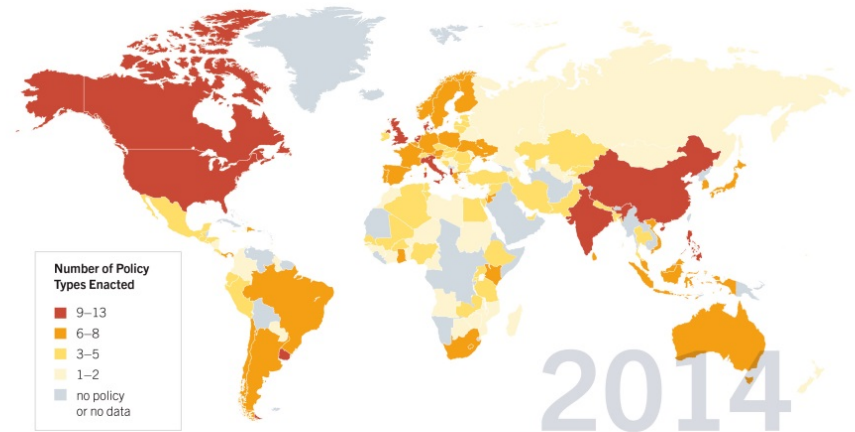 Number of Policy
Types Enacted
9–13
6–8
3–5
1–2
no policy
or no data
2014